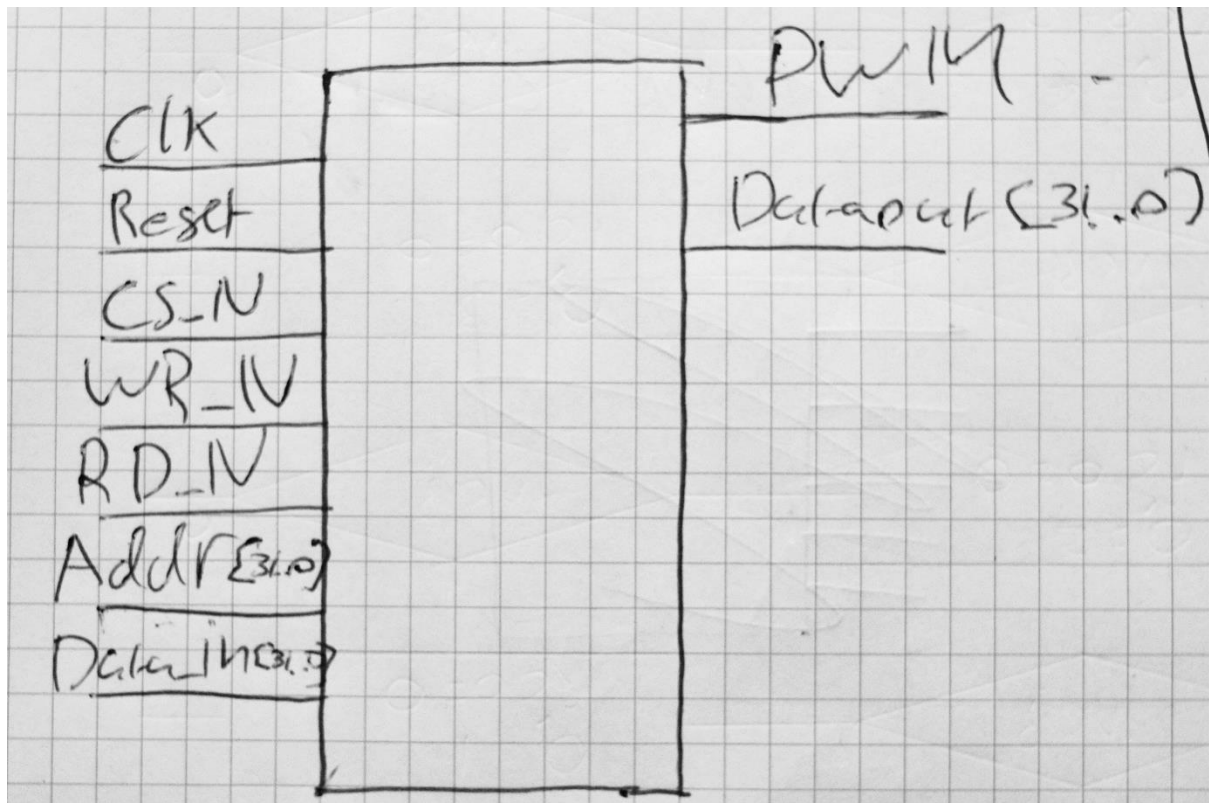 PWM
Clk
Dataout [31..0]
Reset
CS_N
WR_N
RD_N
Addr[31..0]
Data_In[31..0]